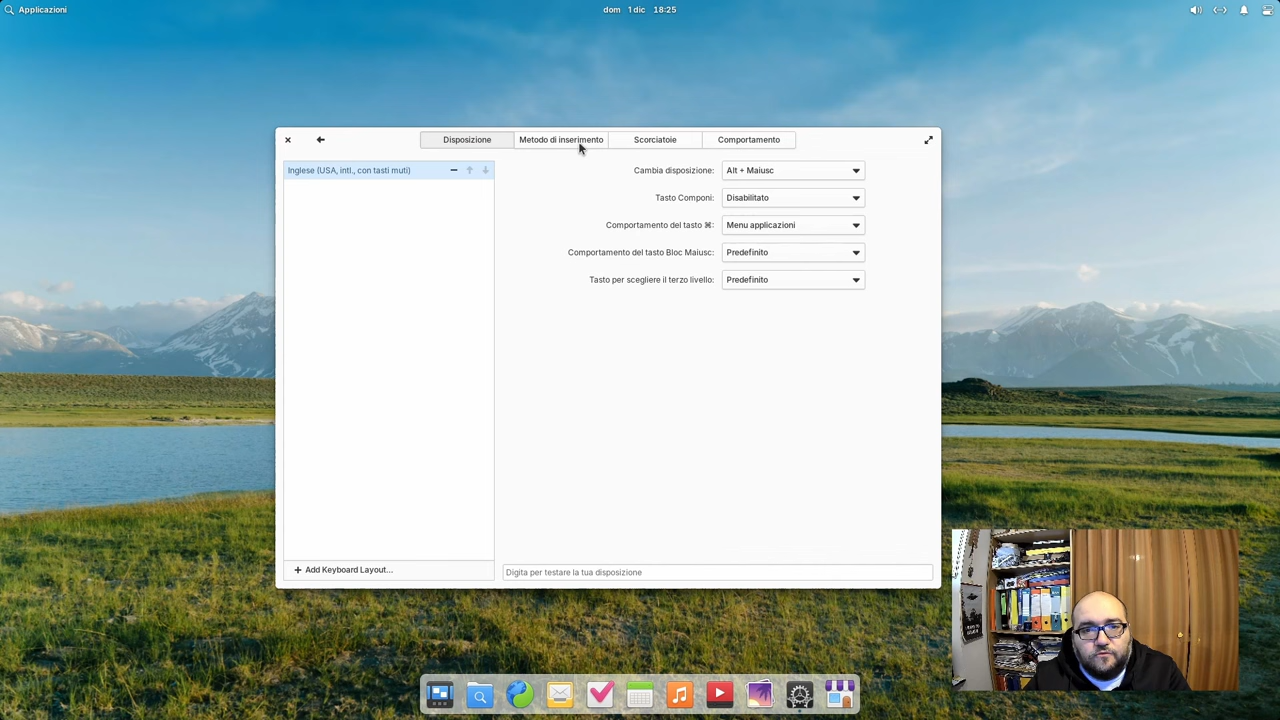 Applicazioni
dom 1 dic 18:25
Disposizione
Metodo di inserimento
Scorciatoie
Comportamento
Inglese (USA, intl., con tasti muti)
Cambia disposizione: Alt + Maiusc
Tasto Componi: Disabilitato
Comportamento del tasto ⌘: Menu applicazioni
Comportamento del tasto Bloc Maiusc: Predefinito
Tasto per scegliere il terzo livello: Predefinito
+ Add Keyboard Layout...
Digita per testare la tua disposizione